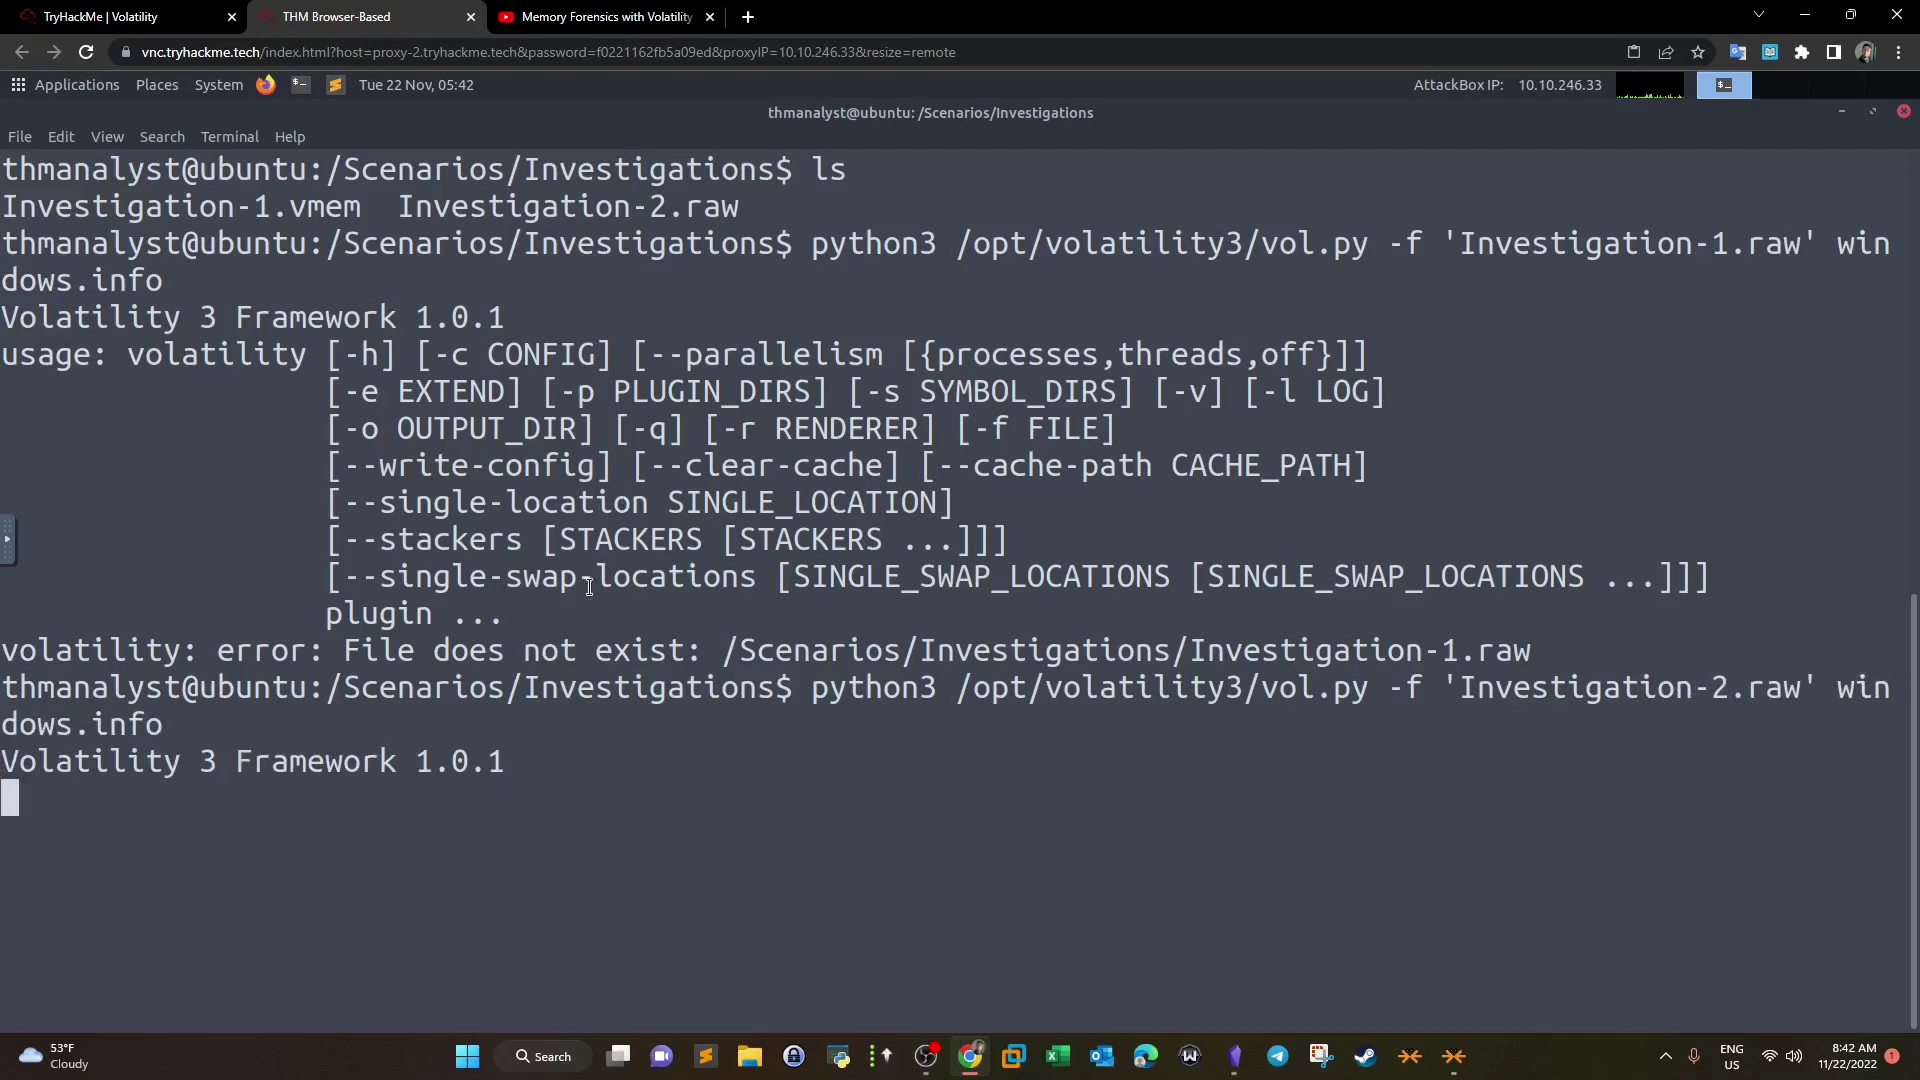 TryHackMe | Volatility
THM Browser-Based
Memory Forensics with Volatility
vnc.tryhackme.tech/index.html?host=proxy-2.tryhackme.tech&password=f0221162fb5a09ed&proxyIP=10.10.246.33&resize=remote
Applications Places System Tue 22 Nov, 05:42 AttackBox IP: 10.10.246.33
thmanalyst@ubuntu: /Scenarios/Investigations
File Edit View Search Terminal Help
thmanalyst@ubuntu:/Scenarios/Investigations$ ls
Investigation-1.vmem  Investigation-2.raw
thmanalyst@ubuntu:/Scenarios/Investigations$ python3 /opt/volatility3/vol.py -f 'Investigation-1.raw' win
dows.info
Volatility 3 Framework 1.0.1
usage: volatility [-h] [-c CONFIG] [--parallelism [{processes,threads,off}]]
[-e EXTEND] [-p PLUGIN_DIRS] [-s SYMBOL_DIRS] [-v] [-l LOG]
[-o OUTPUT_DIR] [-q] [-r RENDERER] [-f FILE]
[--write-config] [--clear-cache] [--cache-path CACHE_PATH]
[--single-location SINGLE_LOCATION]
[--stackers [STACKERS [STACKERS ...]]]
[--single-swap-locations [SINGLE_SWAP_LOCATIONS [SINGLE_SWAP_LOCATIONS ...]]]
plugin ...
volatility: error: File does not exist: /Scenarios/Investigations/Investigation-1.raw
thmanalyst@ubuntu:/Scenarios/Investigations$ python3 /opt/volatility3/vol.py -f 'Investigation-2.raw' win
dows.info
Volatility 3 Framework 1.0.1
53°F
Cloudy
Search
ENG
US
8:42 AM
11/22/2022
1